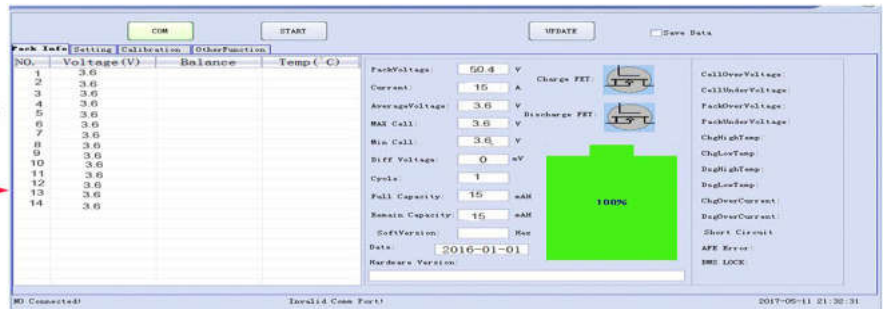 COM START UPDATE Save Data
Pack Info Setting Calibration OtherFunction
NO. Voltage(V) Balance Temp(°C)
1 3.6
2 3.6
3 3.6
4 3.6
5 3.6
6 3.6
7 3.6
8 3.6
9 3.6
10 3.6
11 3.6
12 3.6
13 3.6
14 3.6
PackVoltage: 50.4 V
Current: 15 A
AverageVoltage: 3.6 V
MAX Cell: 3.6 V
Min Cell: 3.6 V
Diff Voltage: 0 mV
Cycle: 1
Full Capacity: 15 mAH
Remain Capacity: 15 mAH
SoftVersion: Hex
Date: 2016-01-01
Hardware Version:
Charge FET:
Discharge FET:
100%
CellOverVoltage:
CellUnderVoltage:
PackOverVoltage:
PackUnderVoltage:
ChgHighTemp:
ChgLowTemp:
DsgHighTemp:
DsgLowTemp:
ChgOverCurrent:
DsgOverCurrent:
Short Circuit
AFE Error:
BMS LOCK:
NO Connected! Invalid Comm Port! 2017-05-11 21:32:31